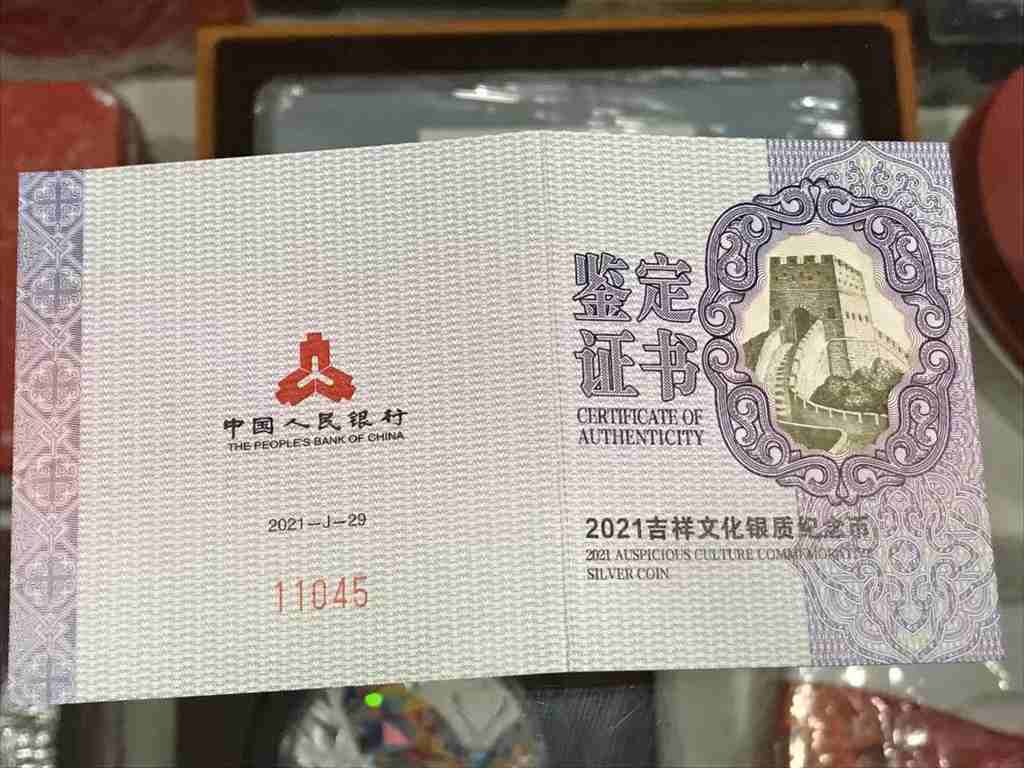 中国人民银行
THE PEOPLE'S BANK OF CHINA
2021-J-29
11045
鉴定
证书
CERTIFICATE OF
AUTHENTICITY
2021吉祥文化银质纪念币
2021 AUSPICIOUS CULTURE COMMEMORATIVE
SILVER COIN